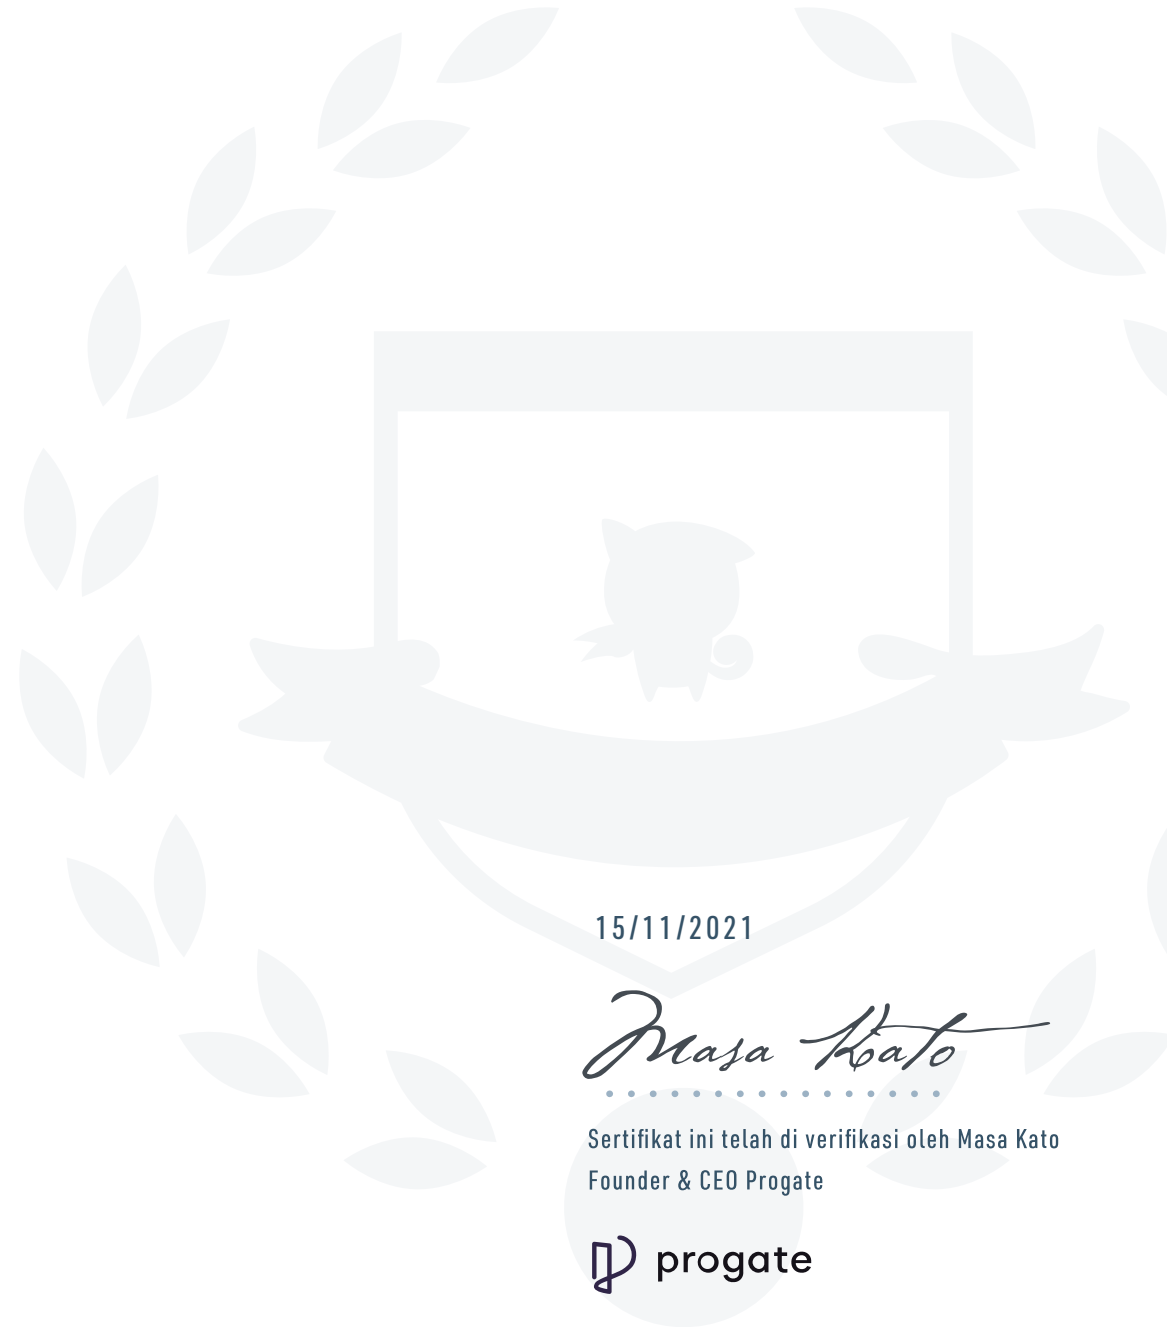 15/11/2021
Masa Kato
Sertifikat ini telah di verifikasi oleh Masa Kato
Founder & CEO Progate
progate